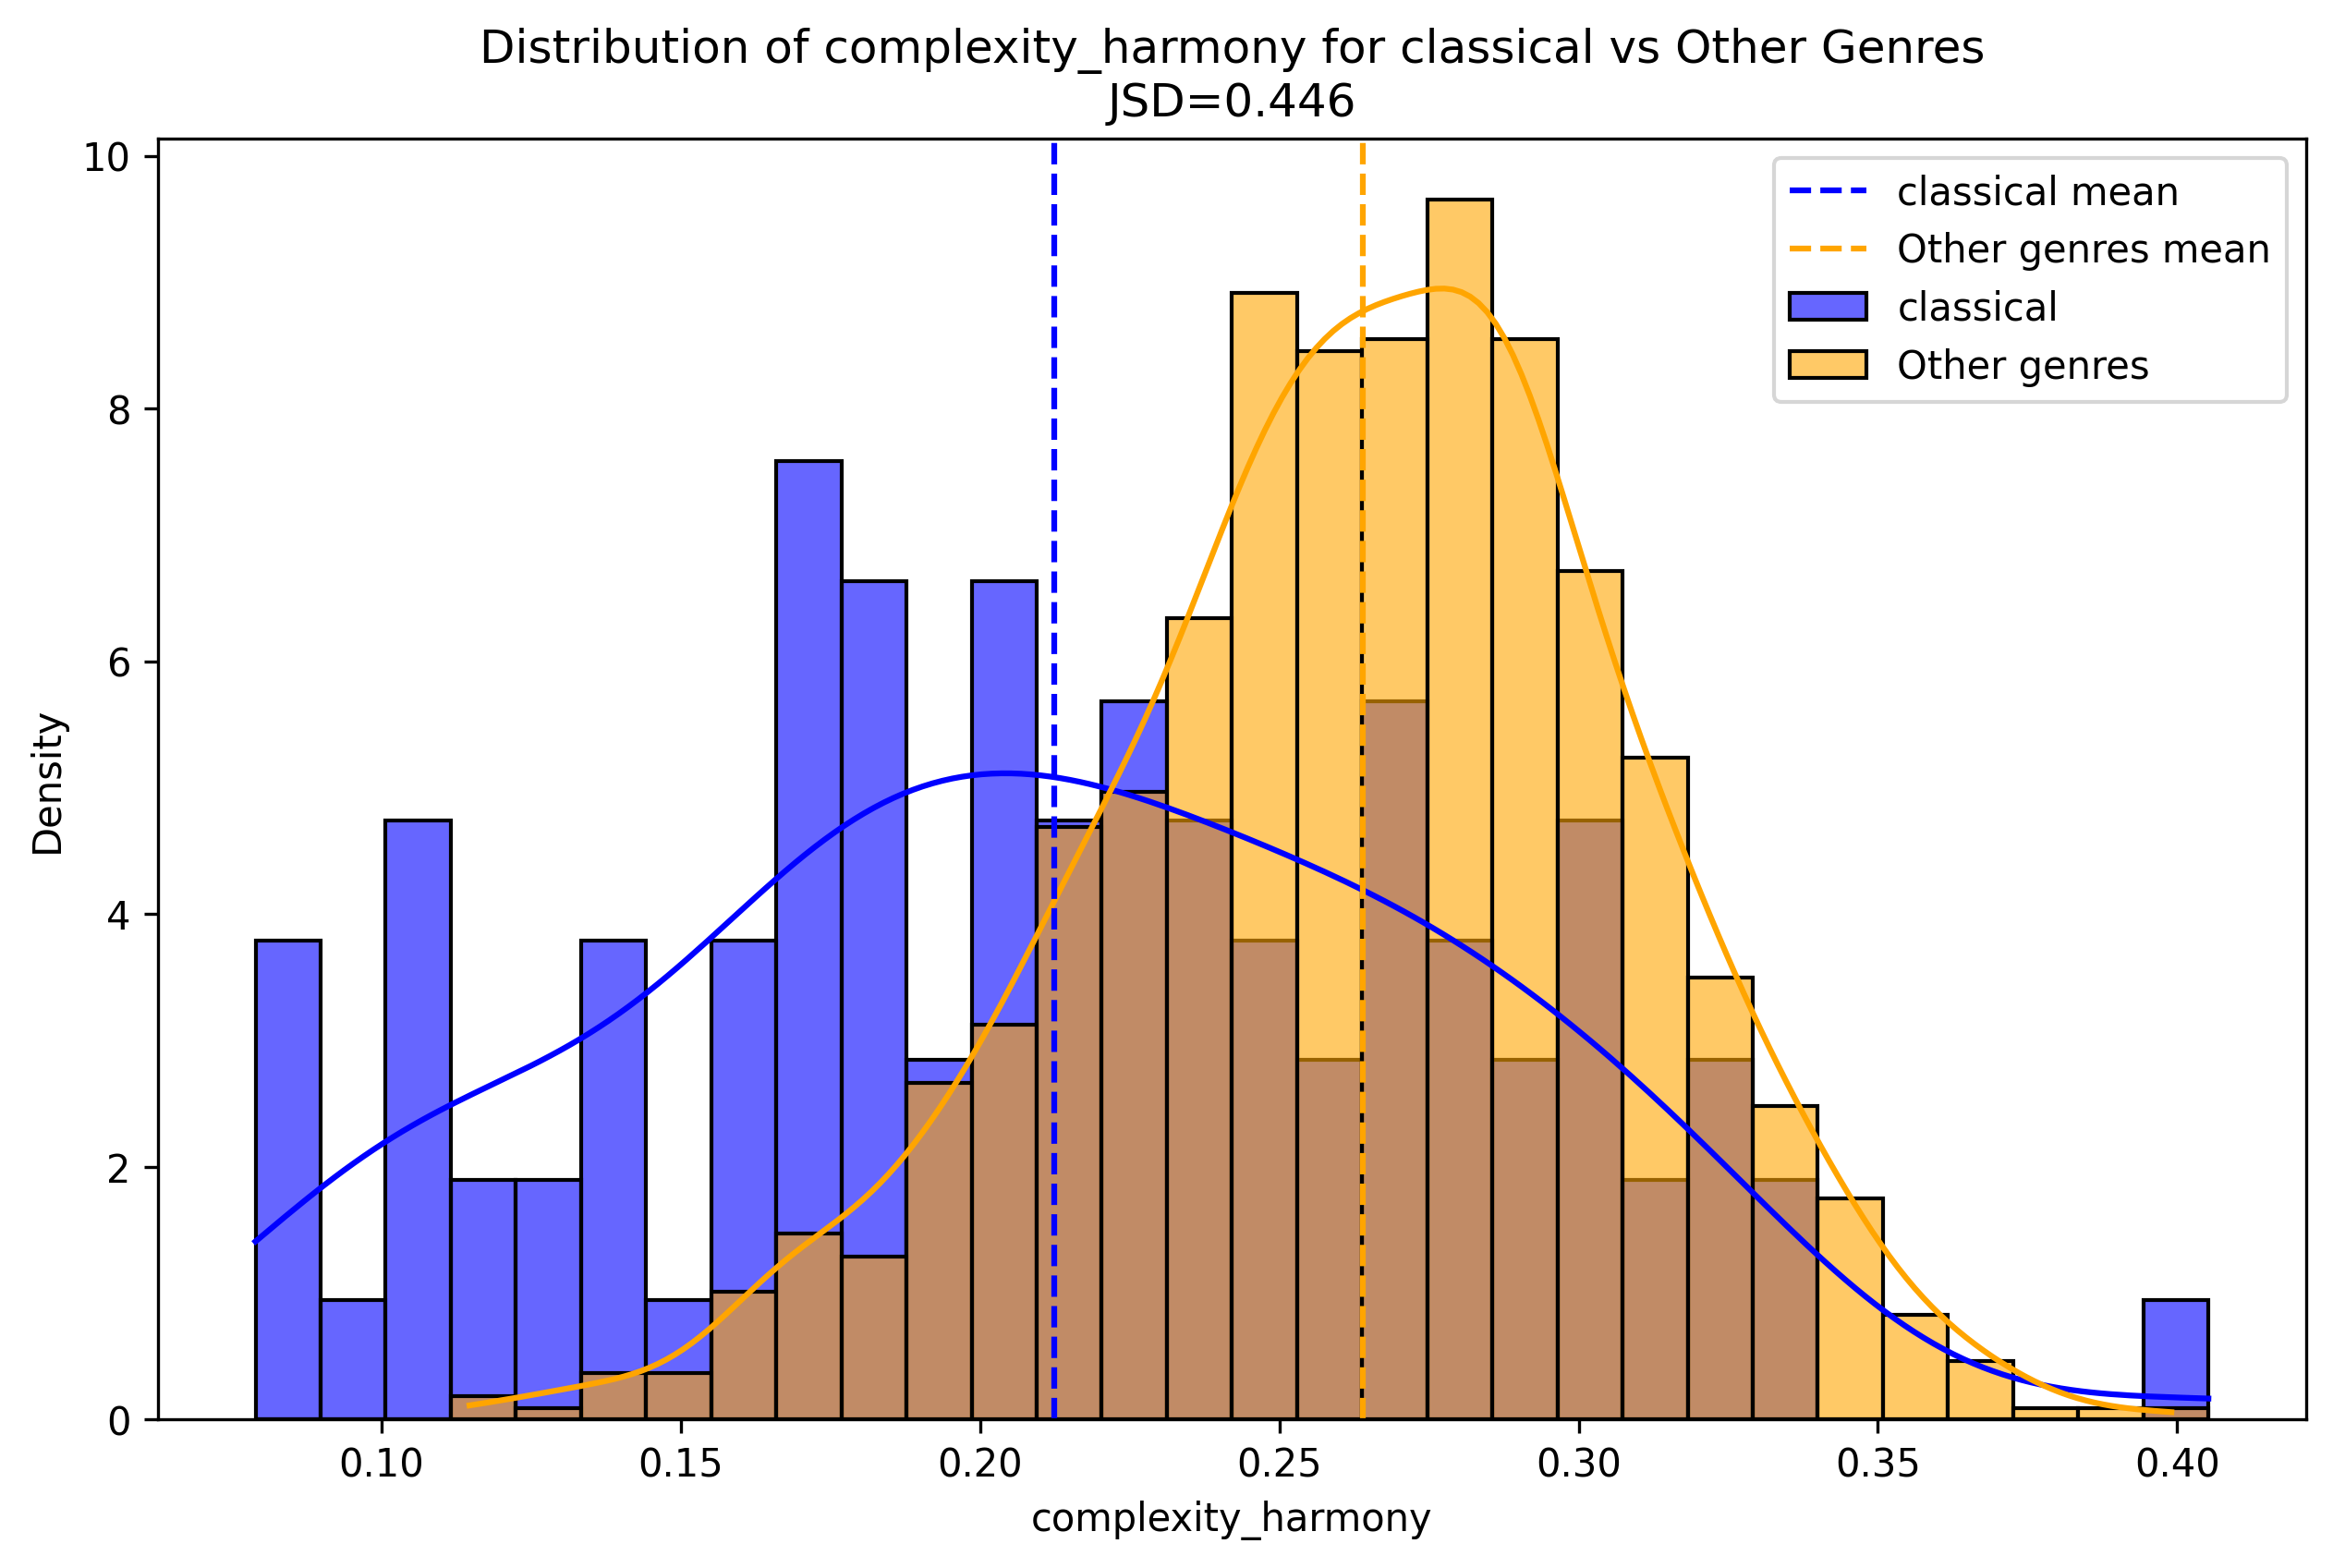 Distribution of complexity_harmony for classical vs Other Genres
JSD=0.446
classical mean
Other genres mean
classical
Other genres
Density
10
8
6
4
2
0
0.10 0.15 0.20 0.25 0.30 0.35 0.40
complexity_harmony